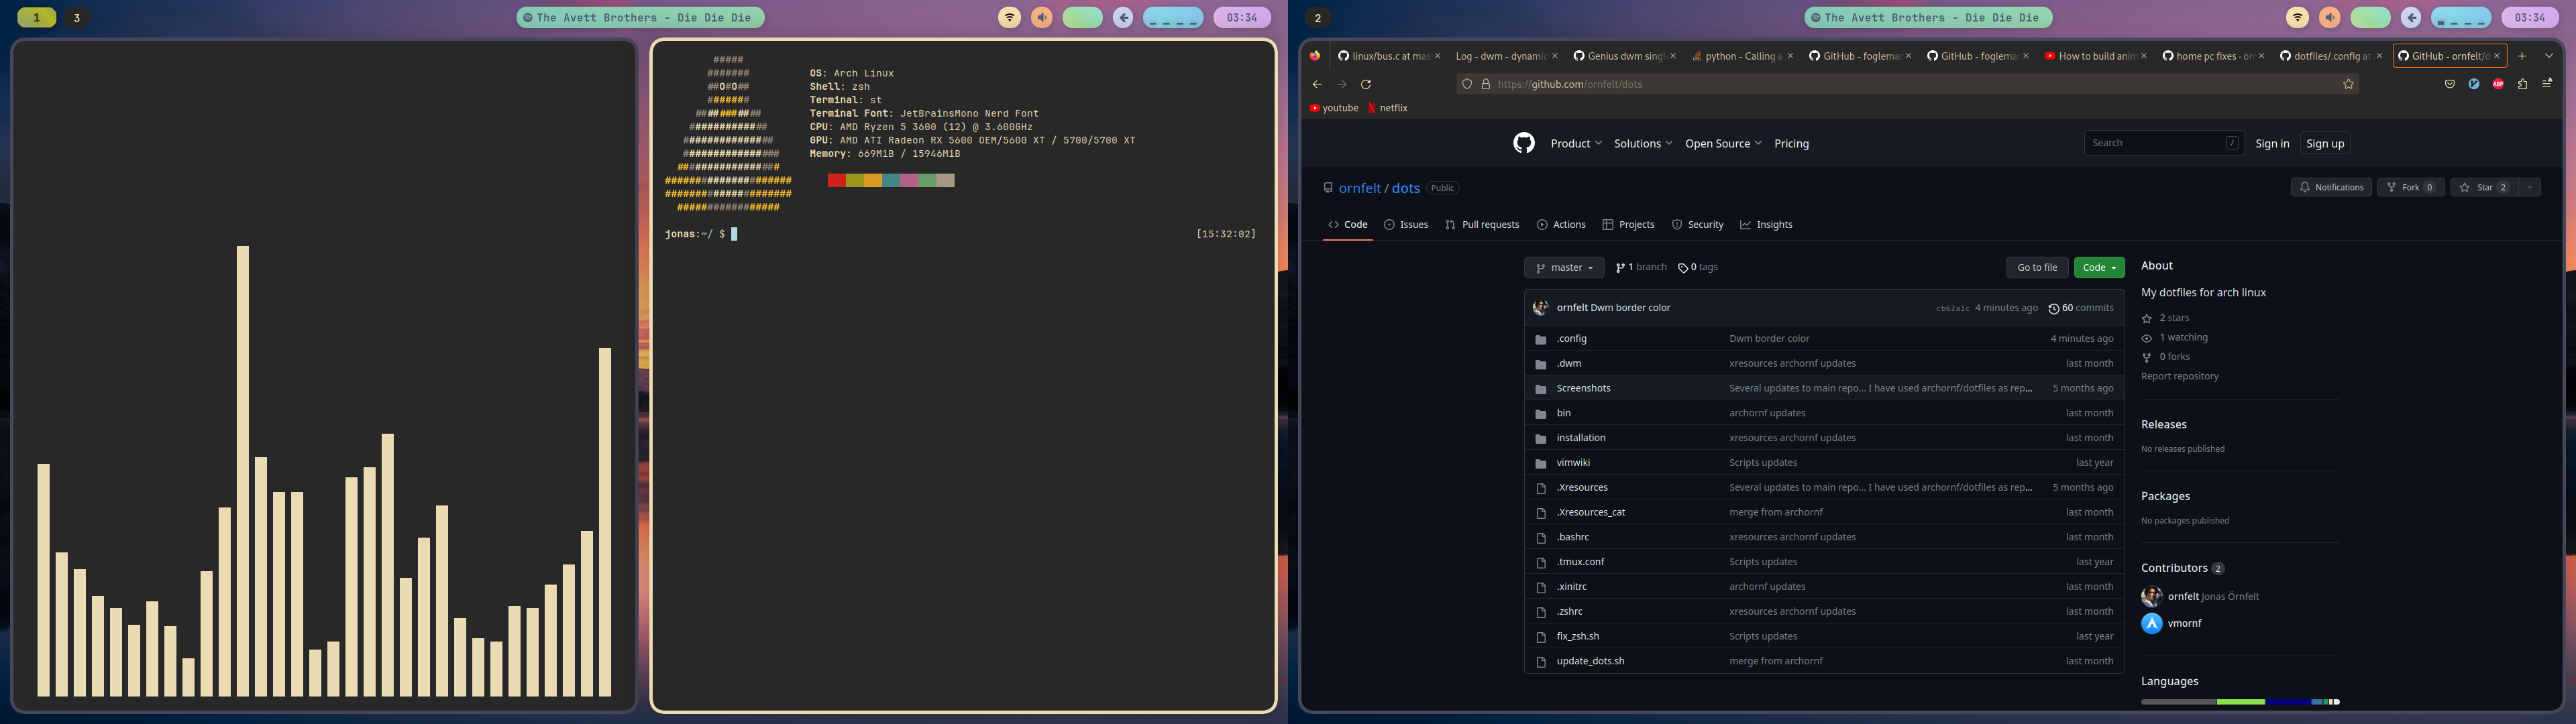 1 3
The Avett Brothers - Die Die Die
03:34
#####
#######
##O#O##
#######
##########
############
#############
################
OS: Arch Linux
Shell: zsh
Terminal: st
Terminal Font: JetBrainsMono Nerd Font
CPU: AMD Ryzen 5 3600 (12) @ 3.600GHz
GPU: AMD ATI Radeon RX 5600 OEM/5600 XT / 5700/5700 XT
Memory: 669MiB / 15946MiB
jonas:~/ $
[15:32:02]
2
The Avett Brothers - Die Die Die
03:34
linux/bus.c at mas
Log - dwm - dynamic
Genius dwm sing
python - Calling a
GitHub - foglema
GitHub - foglema
How to build anim
home pc fixes · or
dotfiles/.config at
GitHub - ornfelt/d
https://github.com/ornfelt/dots
youtube netflix
Product Solutions Open Source Pricing
Search /
Sign in Sign up
ornfelt / dots Public
Notifications Fork 0 Star 2
Code Issues Pull requests Actions Projects Security Insights
master 1 branch 0 tags
Go to file Code
ornfelt Dwm border color cb62a1c 4 minutes ago 60 commits
.config Dwm border color 4 minutes ago
.dwm xresources archornf updates last month
Screenshots Several updates to main repo... I have used archornf/dotfiles as rep... 5 months ago
bin archornf updates last month
installation xresources archornf updates last month
vimwiki Scripts updates last year
.Xresources Several updates to main repo... I have used archornf/dotfiles as rep... 5 months ago
.Xresources_cat merge from archornf last month
.bashrc xresources archornf updates last month
.tmux.conf Scripts updates last year
.xinitrc archornf updates last month
.zshrc xresources archornf updates last month
fix_zsh.sh Scripts updates last year
update_dots.sh merge from archornf last month
About
My dotfiles for arch linux
2 stars
1 watching
0 forks
Report repository
Releases
No releases published
Packages
No packages published
Contributors 2
ornfelt Jonas Örnfelt
vmornf
Languages